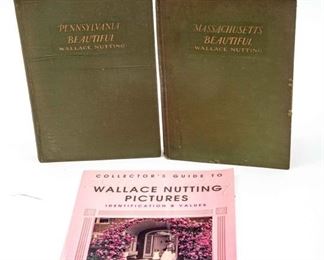 PENNSYLVANIA
BEAUTIFUL
WALLACE NUTTING
MASSACHUSETTS
BEAUTIFUL
WALLACE NUTTING
COLLECTOR'S GUIDE TO
WALLACE NUTTING
PICTURES
IDENTIFICATION & VALUES